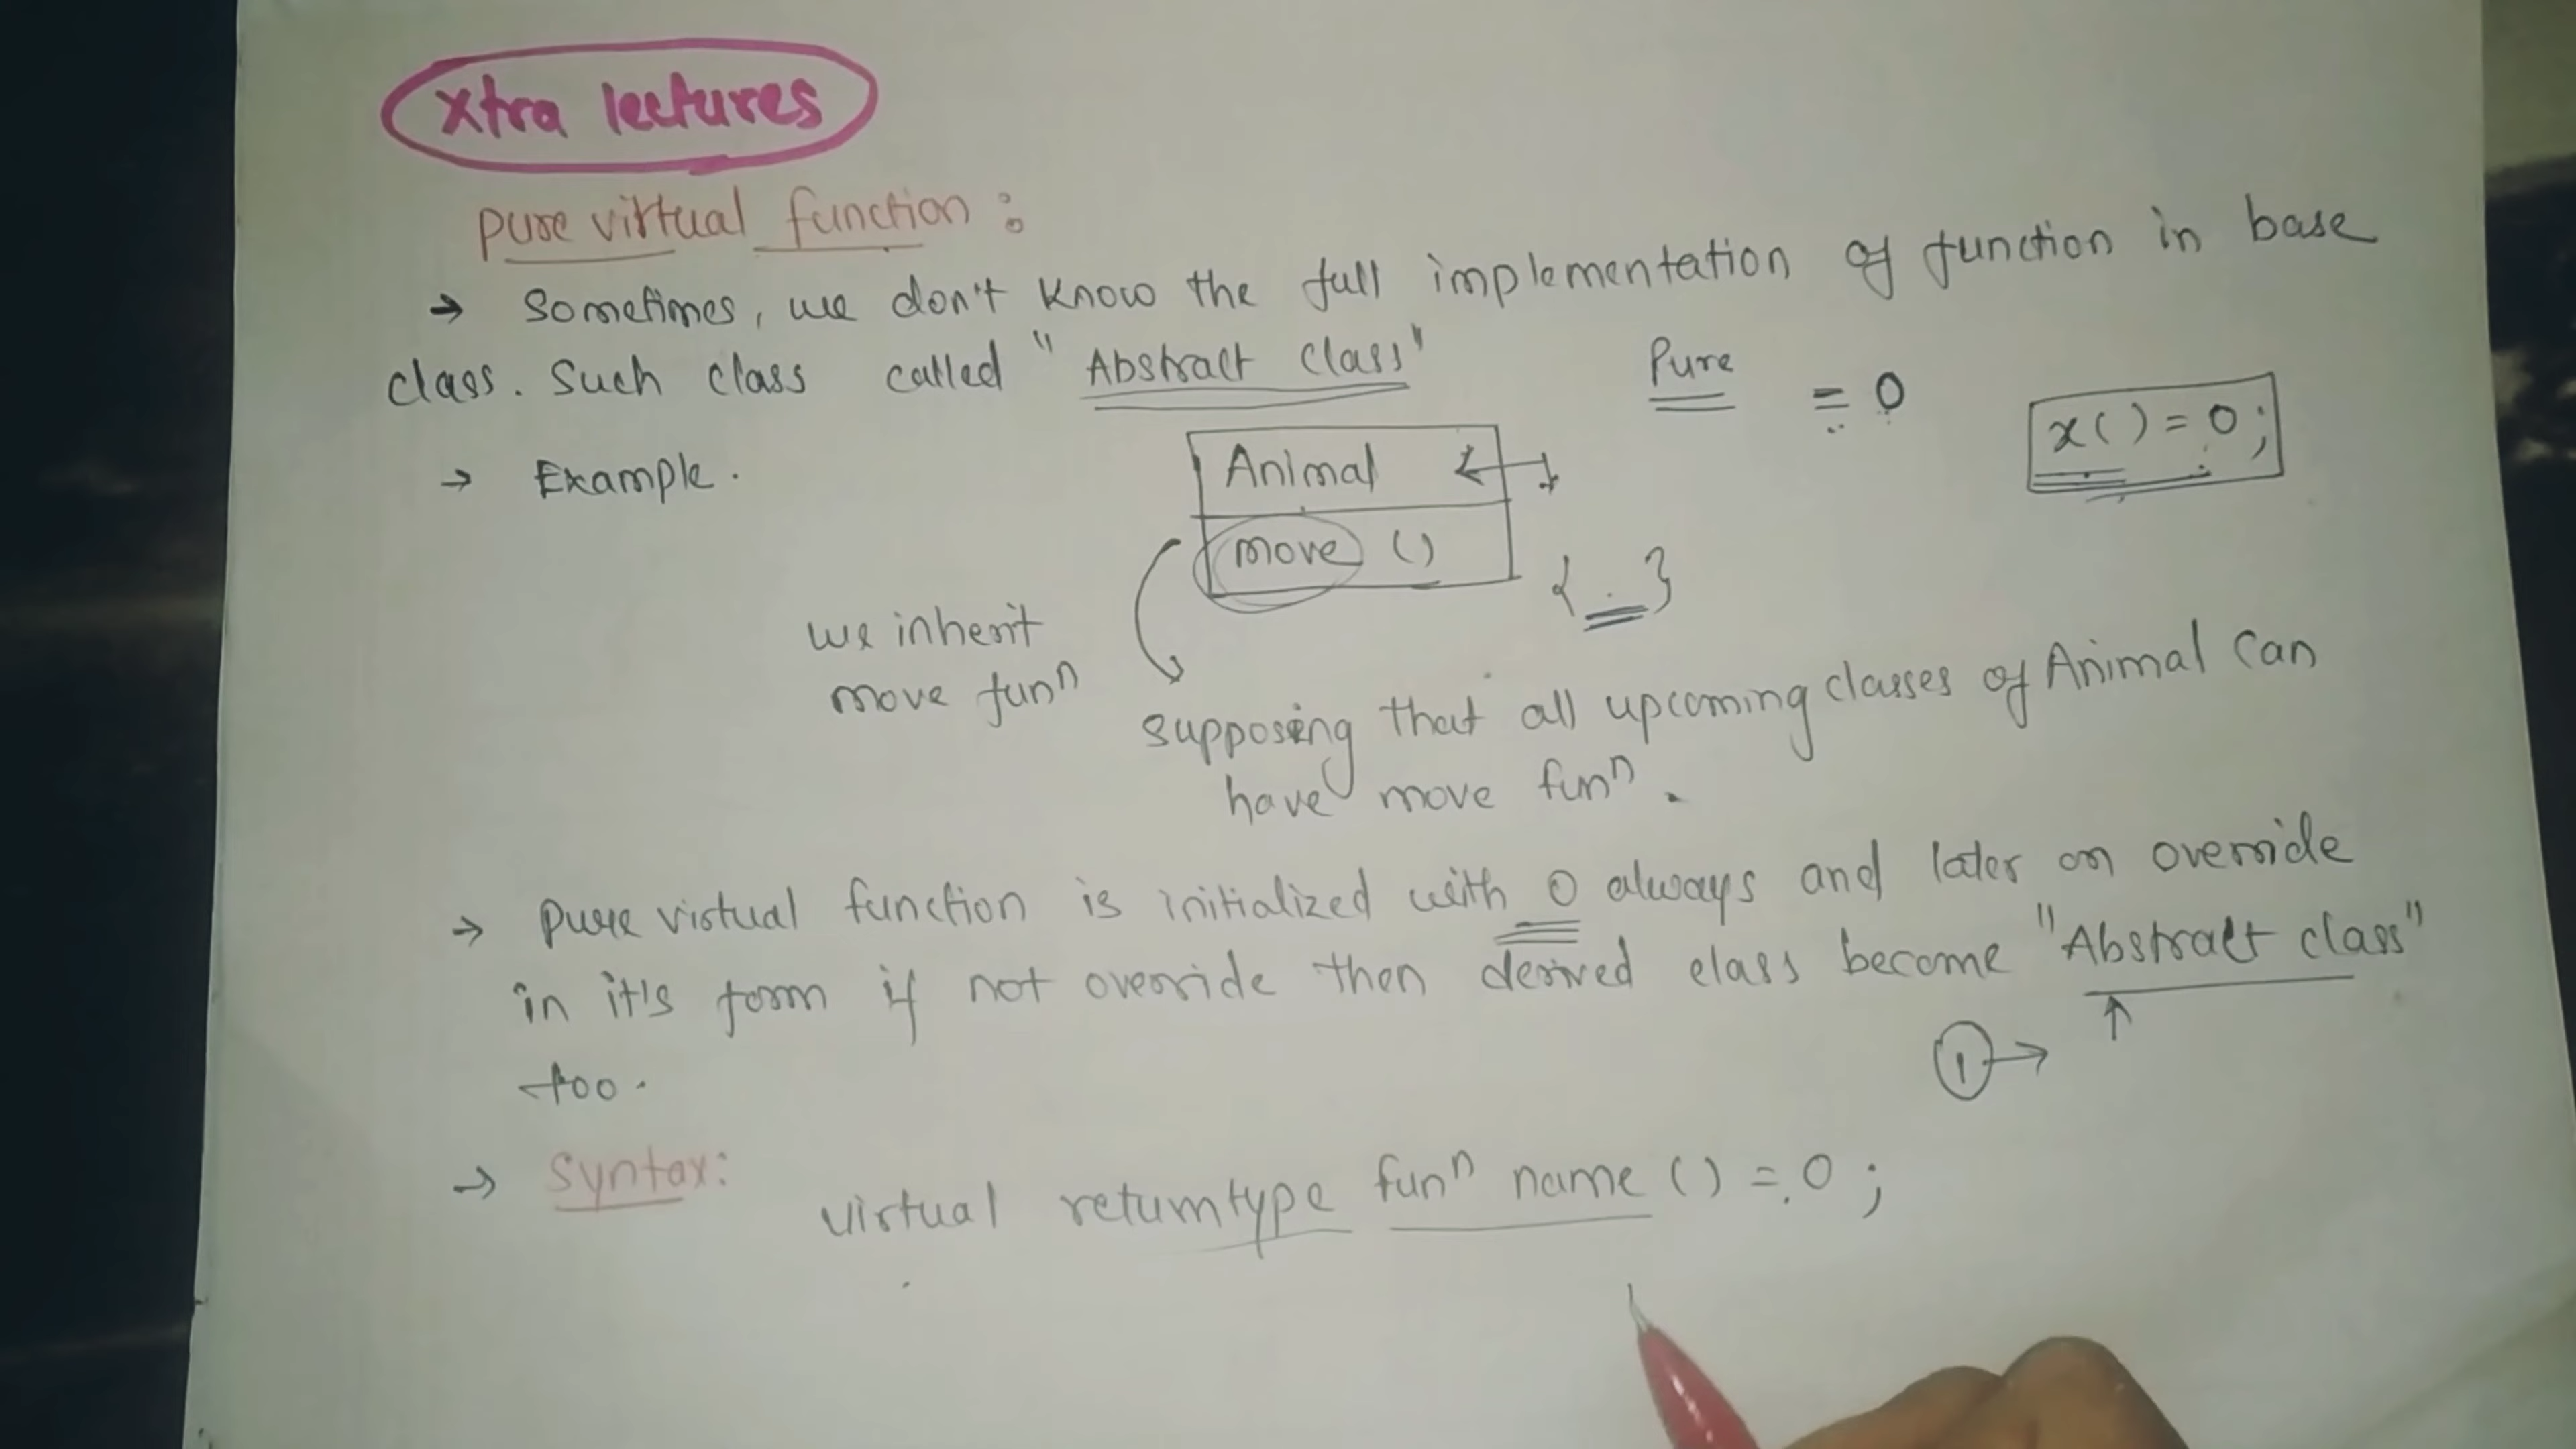 xtra lectures
pure virtual function :
→ Sometimes, we don't know the full implementation of function in base
class. Such class called "Abstract class"
Pure = 0
x() = 0 ;
→ Example .
Animal
move ()
{ _ }
we inherit
move funⁿ
supposing that all upcoming classes of Animal can
have move funⁿ .
→ pure virtual function is initialized with 0 always and later on override
in it's form if not override then derived class become "Abstract class"
too .
① →
→ Syntax:
virtual returntype funⁿ name () = 0 ;